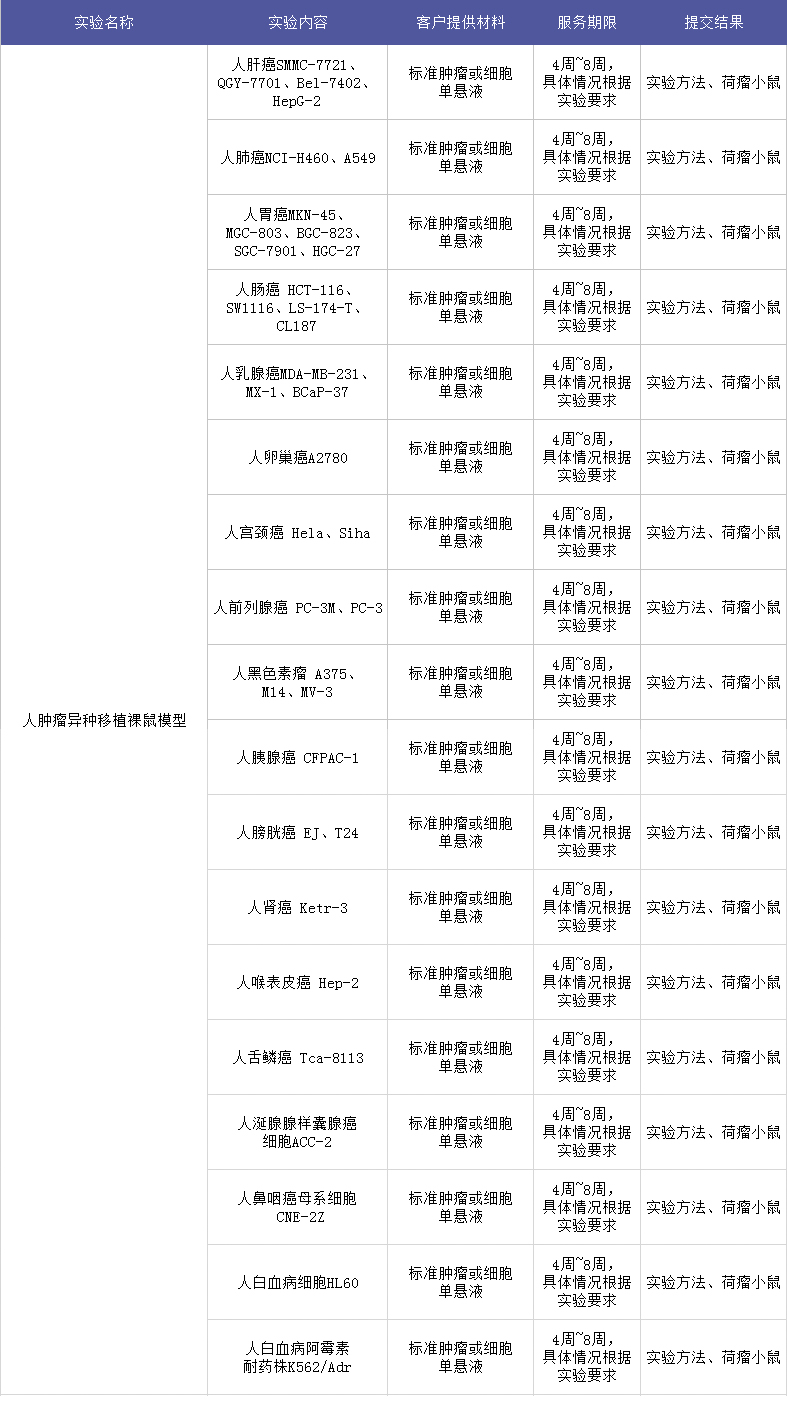 实验名称 实验内容 客户提供材料 服务期限 提交结果
人肿瘤异种移植裸鼠模型
人肝癌SMMC-7721、
QGY-7701、Bel-7402、
HepG-2
标准肿瘤或细胞
单悬液
4周~8周，
具体情况根据
实验要求
实验方法、荷瘤小鼠
人肺癌NCI-H460、A549
标准肿瘤或细胞
单悬液
4周~8周，
具体情况根据
实验要求
实验方法、荷瘤小鼠
人胃癌MKN-45、
MGC-803、BGC-823、
SGC-7901、HGC-27
标准肿瘤或细胞
单悬液
4周~8周，
具体情况根据
实验要求
实验方法、荷瘤小鼠
人肠癌 HCT-116、
SW1116、LS-174-T、
CL187
标准肿瘤或细胞
单悬液
4周~8周，
具体情况根据
实验要求
实验方法、荷瘤小鼠
人乳腺癌MDA-MB-231、
MX-1、BCaP-37
标准肿瘤或细胞
单悬液
4周~8周，
具体情况根据
实验要求
实验方法、荷瘤小鼠
人卵巢癌A2780
标准肿瘤或细胞
单悬液
4周~8周，
具体情况根据
实验要求
实验方法、荷瘤小鼠
人宫颈癌 Hela、Siha
标准肿瘤或细胞
单悬液
4周~8周，
具体情况根据
实验要求
实验方法、荷瘤小鼠
人前列腺癌 PC-3M、PC-3
标准肿瘤或细胞
单悬液
4周~8周，
具体情况根据
实验要求
实验方法、荷瘤小鼠
人黑色素瘤 A375、
M14、MV-3
标准肿瘤或细胞
单悬液
4周~8周，
具体情况根据
实验要求
实验方法、荷瘤小鼠
人胰腺癌 CFPAC-1
标准肿瘤或细胞
单悬液
4周~8周，
具体情况根据
实验要求
实验方法、荷瘤小鼠
人膀胱癌 EJ、T24
标准肿瘤或细胞
单悬液
4周~8周，
具体情况根据
实验要求
实验方法、荷瘤小鼠
人肾癌 Ketr-3
标准肿瘤或细胞
单悬液
4周~8周，
具体情况根据
实验要求
实验方法、荷瘤小鼠
人喉表皮癌 Hep-2
标准肿瘤或细胞
单悬液
4周~8周，
具体情况根据
实验要求
实验方法、荷瘤小鼠
人舌鳞癌 Tca-8113
标准肿瘤或细胞
单悬液
4周~8周，
具体情况根据
实验要求
实验方法、荷瘤小鼠
人涎腺腺样囊腺癌
细胞ACC-2
标准肿瘤或细胞
单悬液
4周~8周，
具体情况根据
实验要求
实验方法、荷瘤小鼠
人鼻咽癌母系细胞
CNE-2Z
标准肿瘤或细胞
单悬液
4周~8周，
具体情况根据
实验要求
实验方法、荷瘤小鼠
人白血病细胞HL60
标准肿瘤或细胞
单悬液
4周~8周，
具体情况根据
实验要求
实验方法、荷瘤小鼠
人白血病阿霉素
耐药株K562/Adr
标准肿瘤或细胞
单悬液
4周~8周，
具体情况根据
实验要求
实验方法、荷瘤小鼠